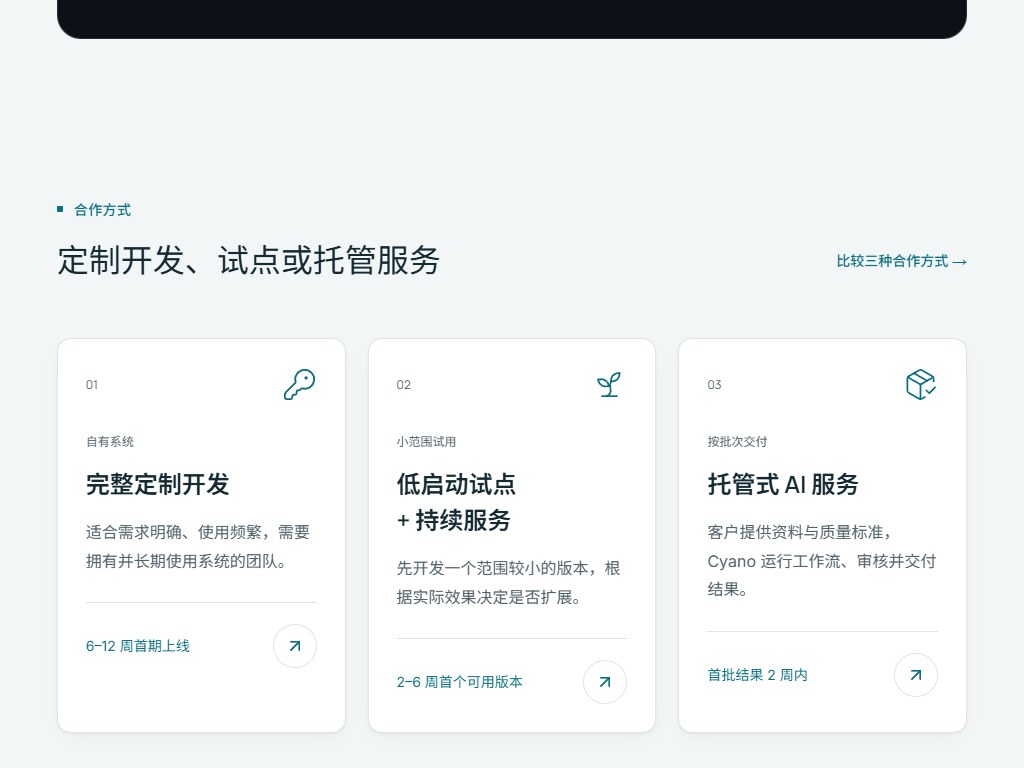 合作方式
定制开发、试点或托管服务
比较三种合作方式 →
01
自有系统
完整定制开发
适合需求明确、使用频繁，需要
拥有并长期使用系统的团队。
6–12 周首期上线
02
小范围试用
低启动试点
+ 持续服务
先开发一个范围较小的版本，根
据实际效果决定是否扩展。
2–6 周首个可用版本
03
按批次交付
托管式 AI 服务
客户提供资料与质量标准，
Cyano 运行工作流、审核并交付
结果。
首批结果 2 周内